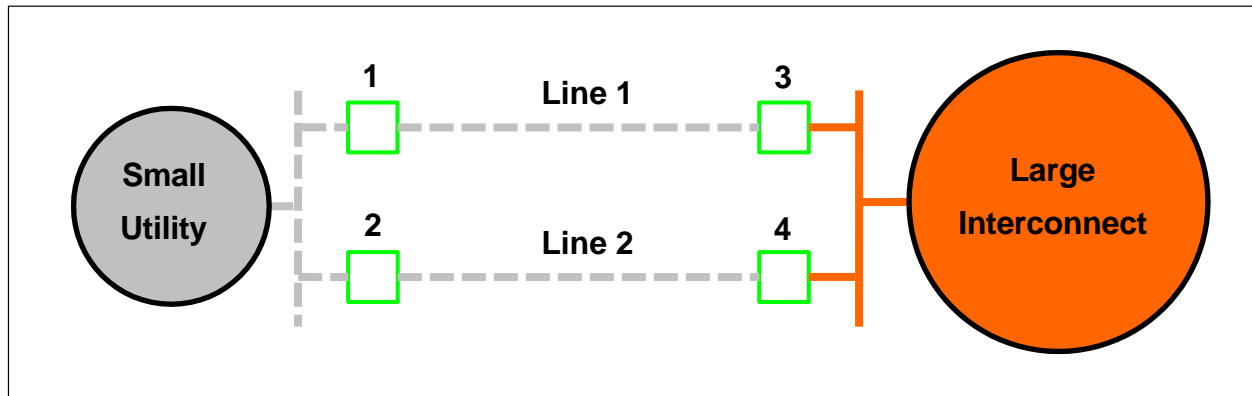 1
3
Line 1
Small
Utility
Large
Interconnect
2
4
Line 2